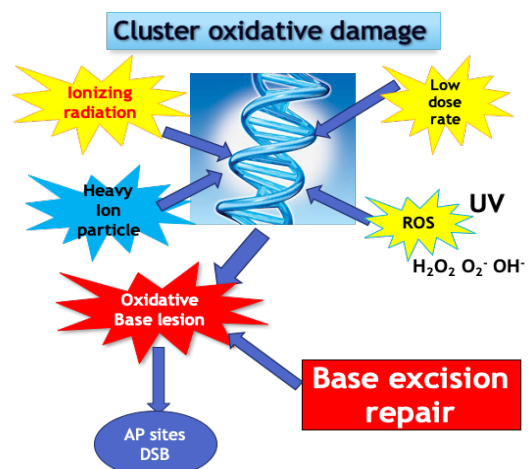 Cluster oxidative damage
Ionizing
radiation
Low
dose
rate
Heavy
Ion
particle
UV
ROS
H₂O₂ O₂⁻ OH⁻
Oxidative
Base lesion
Base excision
repair
AP sites
DSB